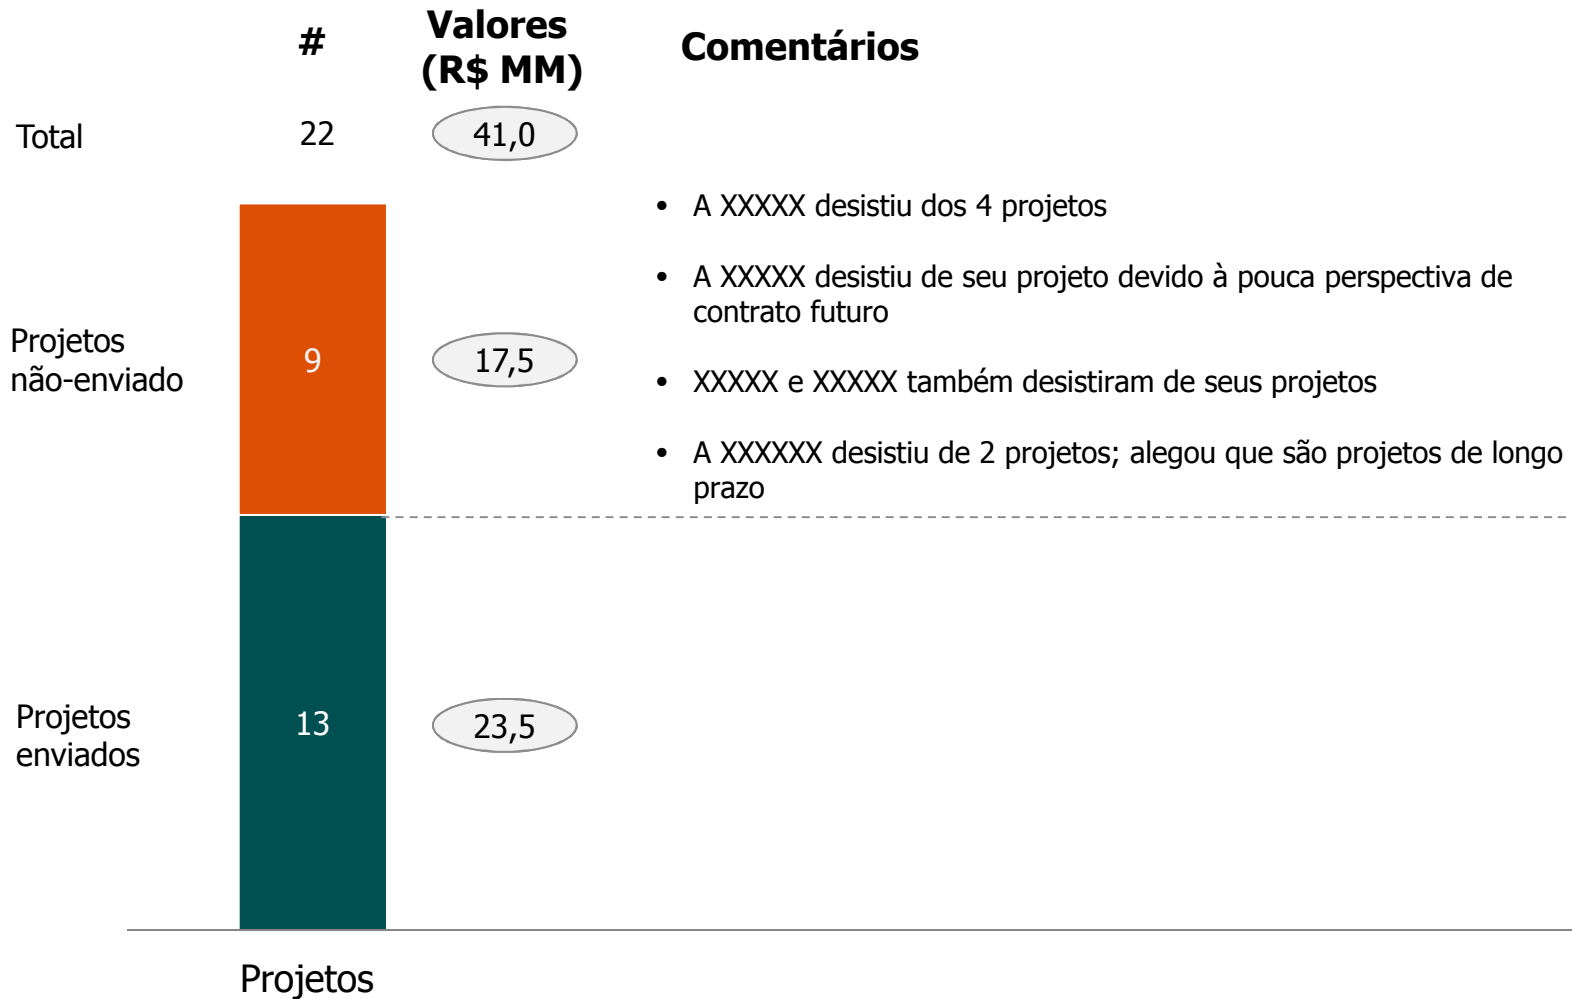 #
Valores
(R$ MM)
Comentários
Total
22
41,0
Projetos
não-enviado
9
17,5
• A XXXXX desistiu dos 4 projetos
• A XXXXX desistiu de seu projeto devido à pouca perspectiva de
contrato futuro
• XXXXX e XXXXX também desistiram de seus projetos
• A XXXXXX desistiu de 2 projetos; alegou que são projetos de longo
prazo
Projetos
enviados
13
23,5
Projetos